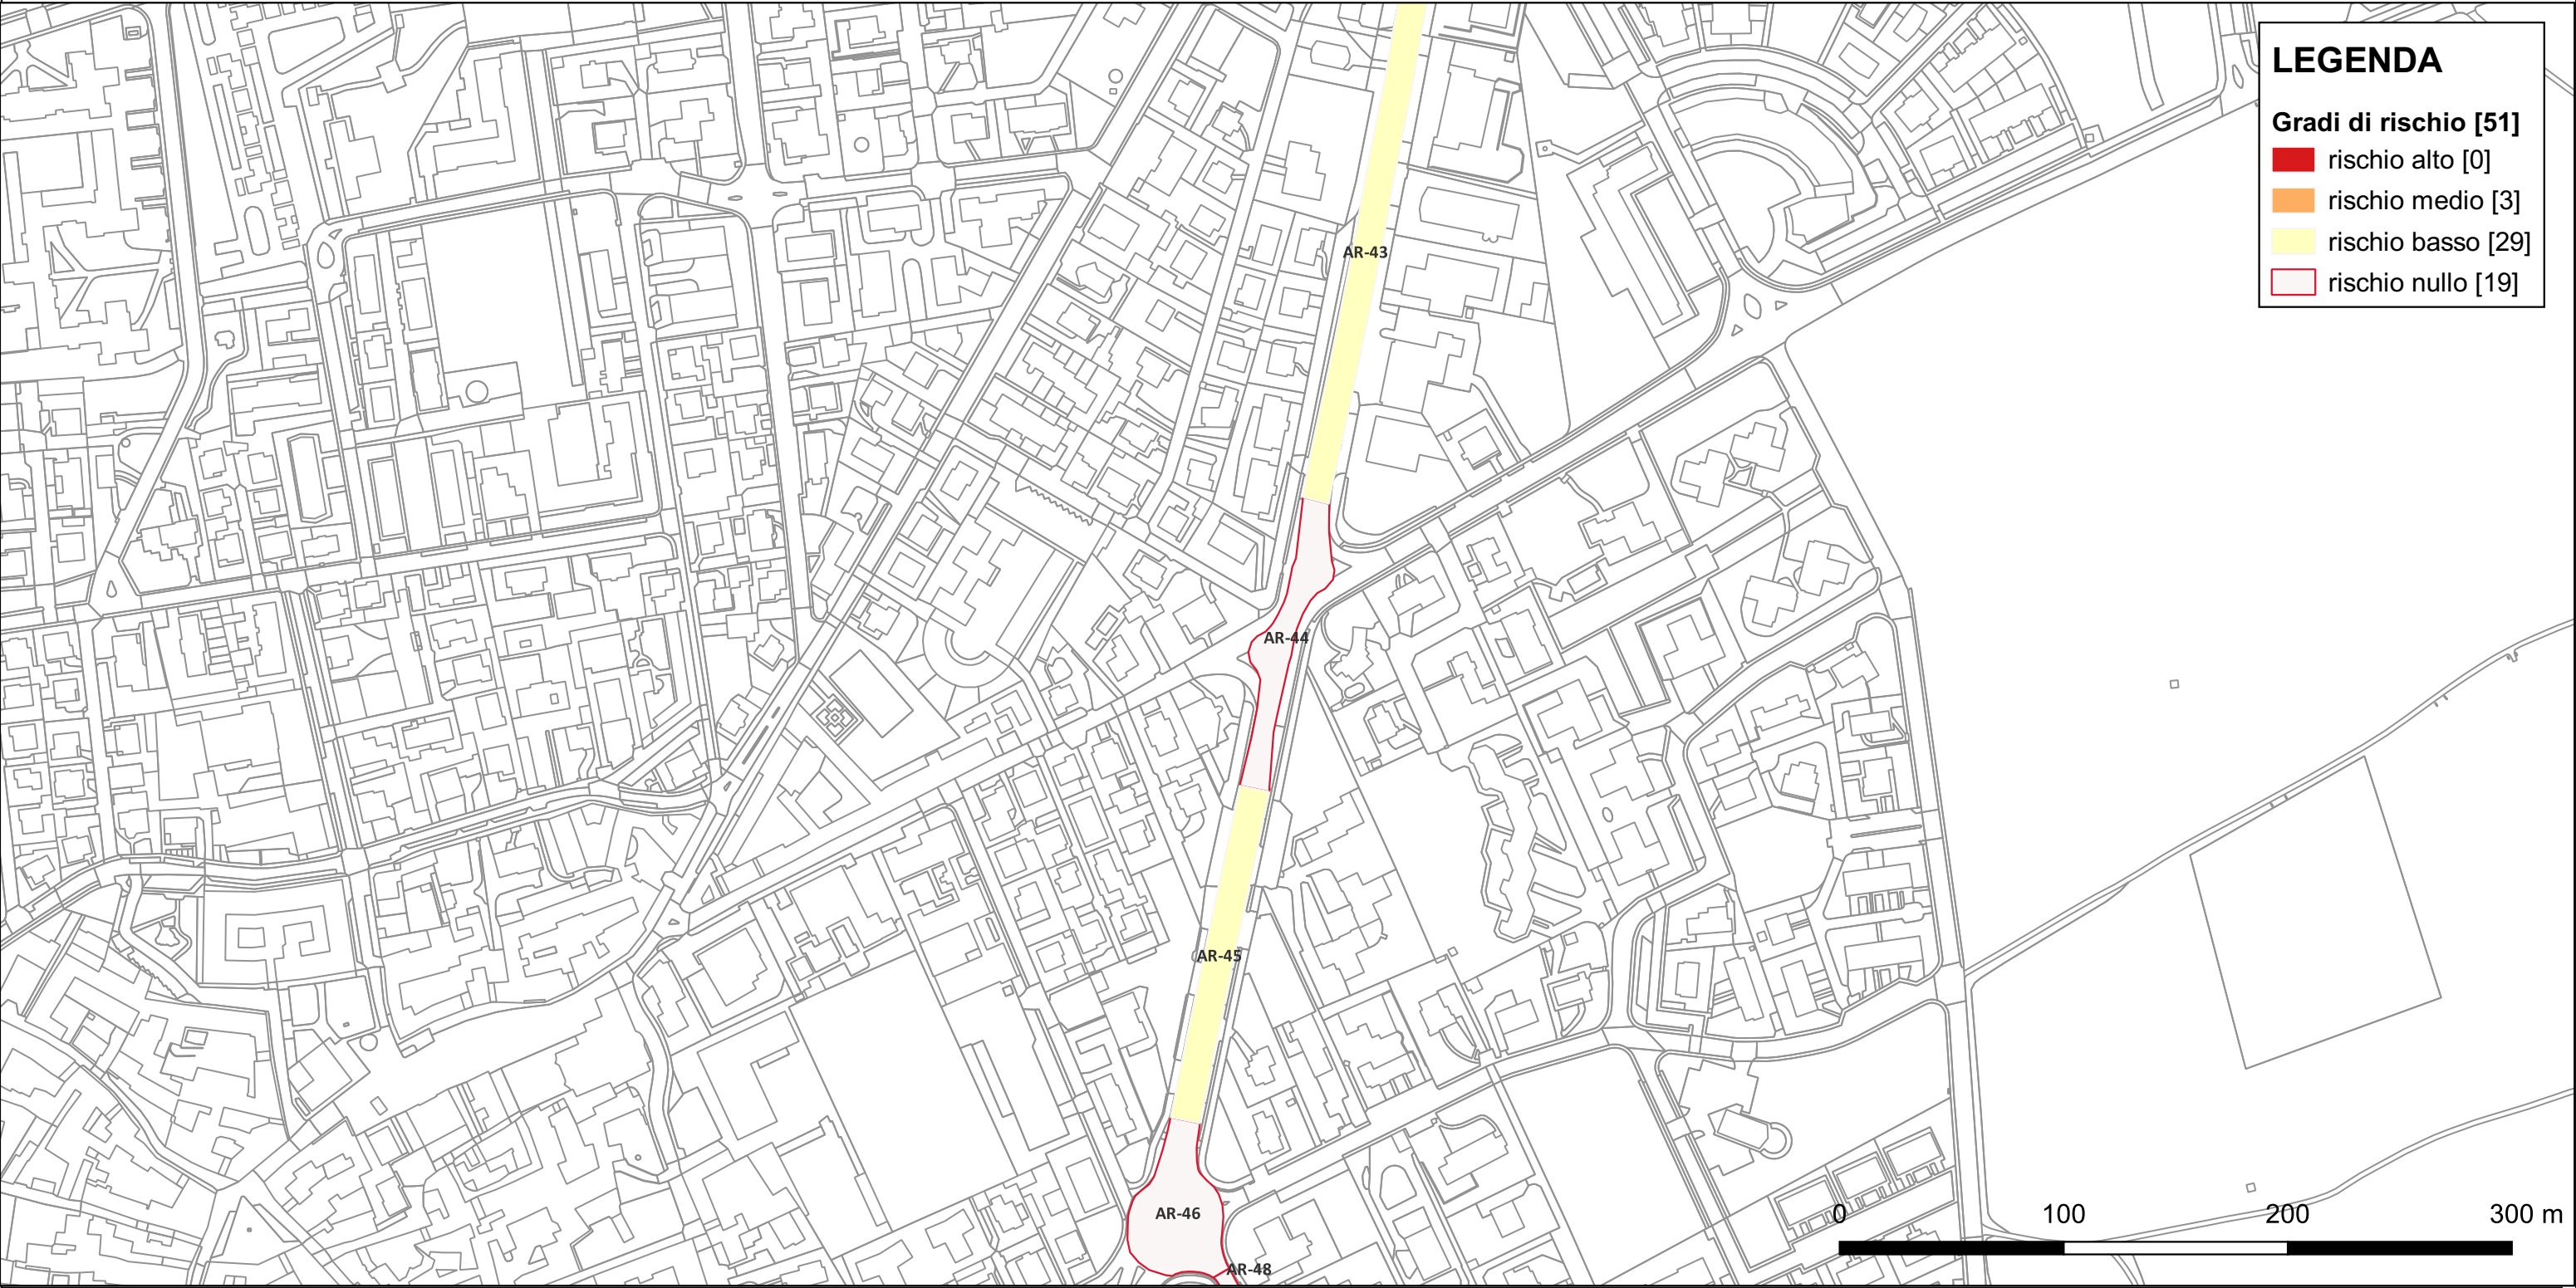 LEGENDA
Gradi di rischio [51]
rischio alto [0]
rischio medio [3]
rischio basso [29]
rischio nullo [19]
AR-43
AR-44
AR-45
AR-46
AR-48
0 100 200 300 m